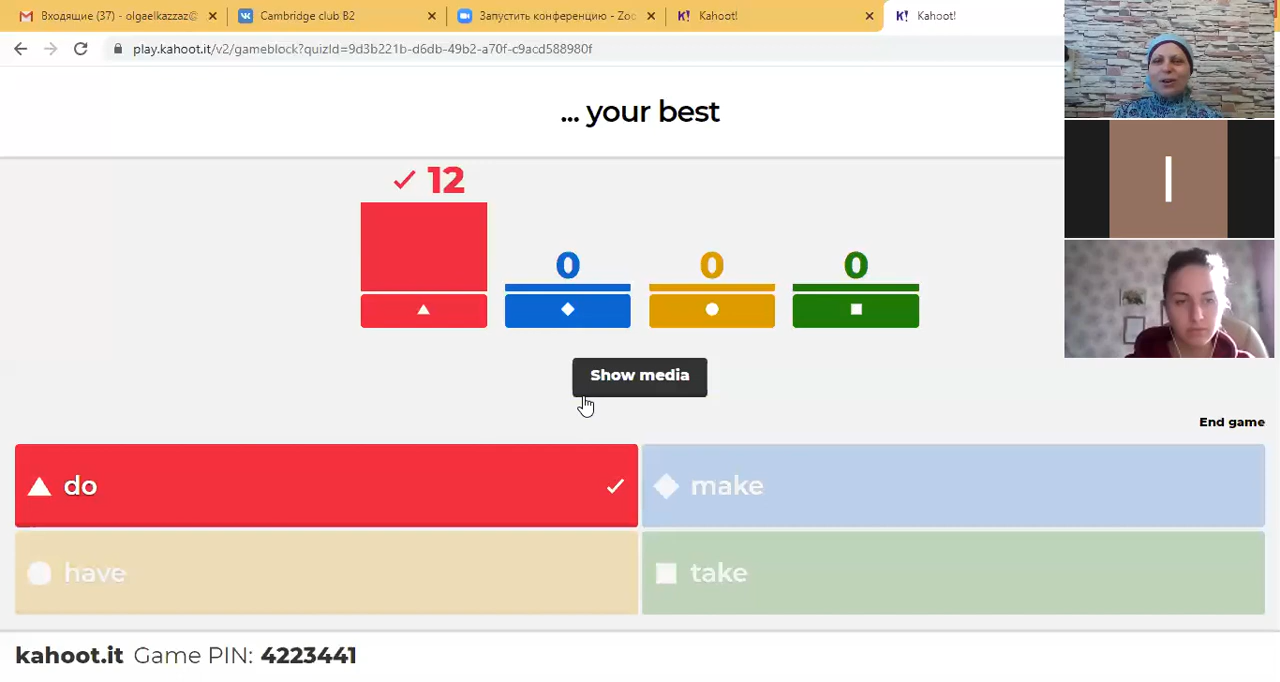 Входящие (37) - olgaelkazzaz@
Cambridge club B2
Запустить конференцию - Zoo
K! Kahoot!
K! Kahoot!
play.kahoot.it/v2/gameblock?quizId=9d3b221b-d6db-49b2-a70f-c9acd588980f
... your best
12
0
0
0
Show media
End game
do
make
have
take
kahoot.it Game PIN: 4223441
I